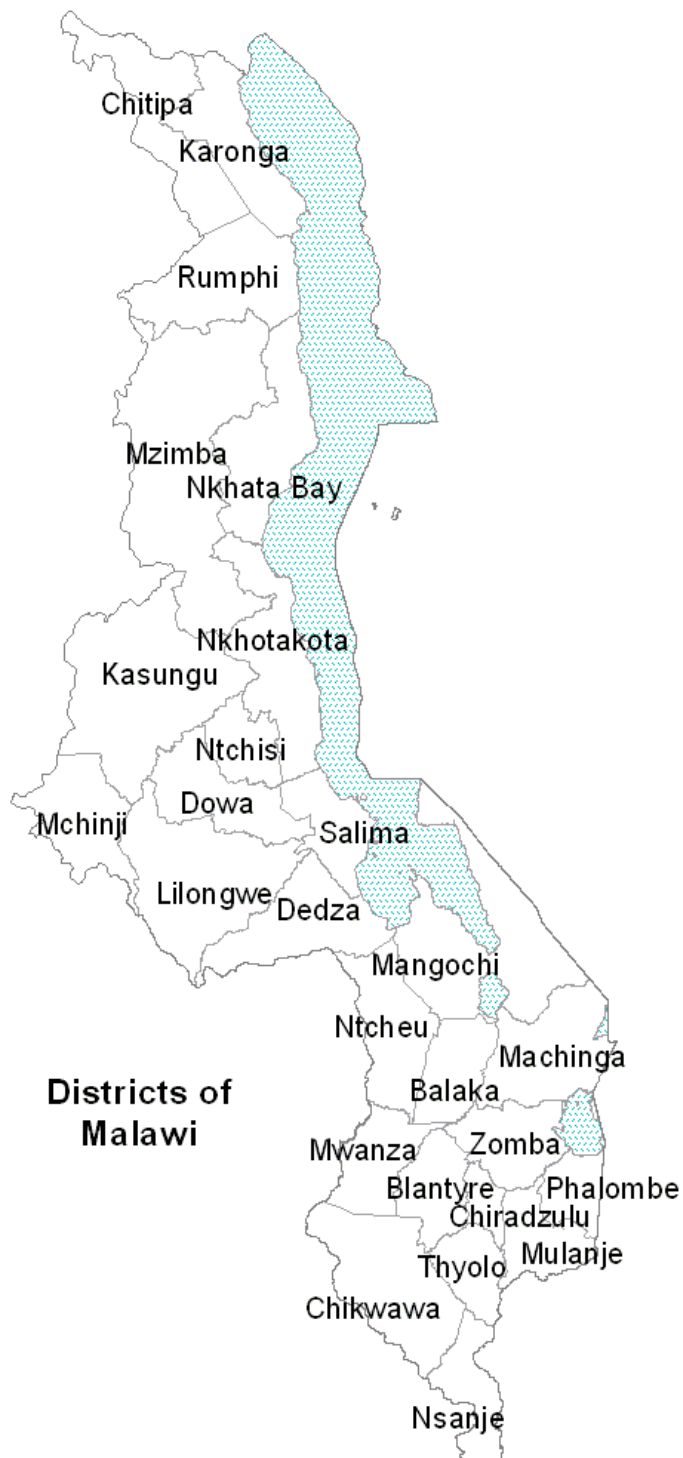 Chitipa
Karonga
Rumphi
Mzimba
Nkhata Bay
Nkhotakota
Kasungu
Ntchisi
Dowa
Mchinji
Salima
Lilongwe
Dedza
Mangochi
Ntcheu
Machinga
Balaka
Districts of
Malawi
Mwanza
Zomba
Blantyre
Phalombe
Chiradzulu
Mulanje
Thyolo
Chikwawa
Nsanje